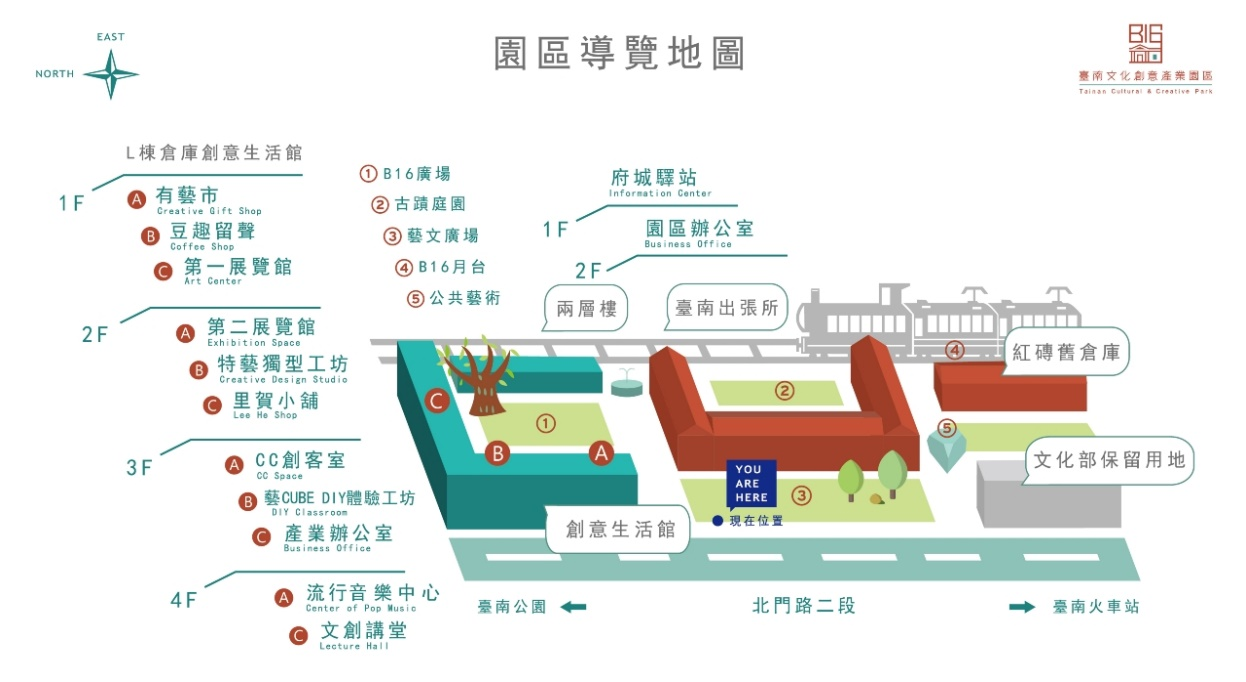 EAST
NORTH
園區導覽地圖
B16
臺南文化創意產業園區
Tainan Cultural & Creative Park
L棟倉庫創意生活館
1F
A 有藝市
Creative Gift Shop
B 豆趣留聲
Coffee Shop
C 第一展覽館
Art Center
2F
A 第二展覽館
Exhibition Space
B 特藝獨型工坊
Creative Design Studio
C 里賀小舖
Lee He Shop
3F
A CC創客室
CC Space
B 藝CUBE DIY體驗工坊
DIY Classroom
C 產業辦公室
Business Office
4F
A 流行音樂中心
Center of Pop Music
C 文創講堂
Lecture Hall
① B16廣場
② 古蹟庭園
③ 藝文廣場
④ B16月台
⑤ 公共藝術
府城驛站
Information Center
1F
園區辦公室
Business Office
2F
兩層樓
臺南出張所
④
紅磚舊倉庫
C
②
①
⑤
B
A
文化部保留用地
YOU
ARE
HERE
③
現在位置
創意生活館
臺南公園
北門路二段
臺南火車站